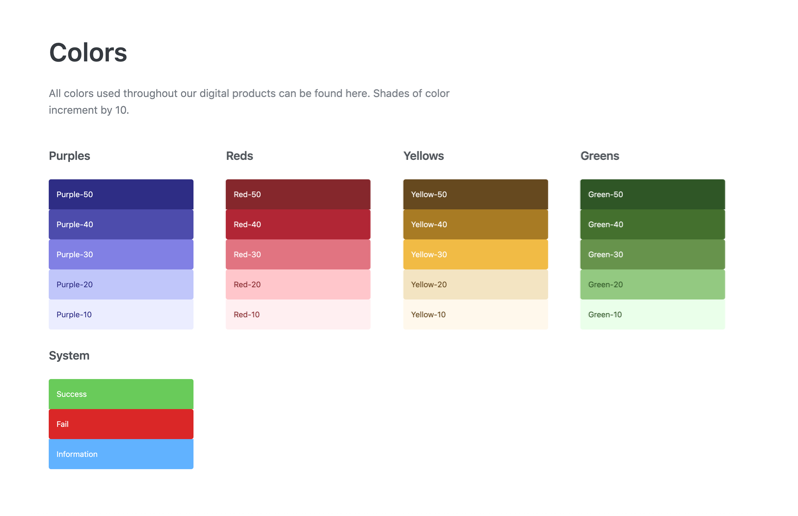 Colors
All colors used throughout our digital products can be found here. Shades of color
increment by 10.
Purples
Purple-50
Purple-40
Purple-30
Purple-20
Purple-10
Reds
Red-50
Red-40
Red-30
Red-20
Red-10
Yellows
Yellow-50
Yellow-40
Yellow-30
Yellow-20
Yellow-10
Greens
Green-50
Green-40
Green-30
Green-20
Green-10
System
Success
Fail
Information